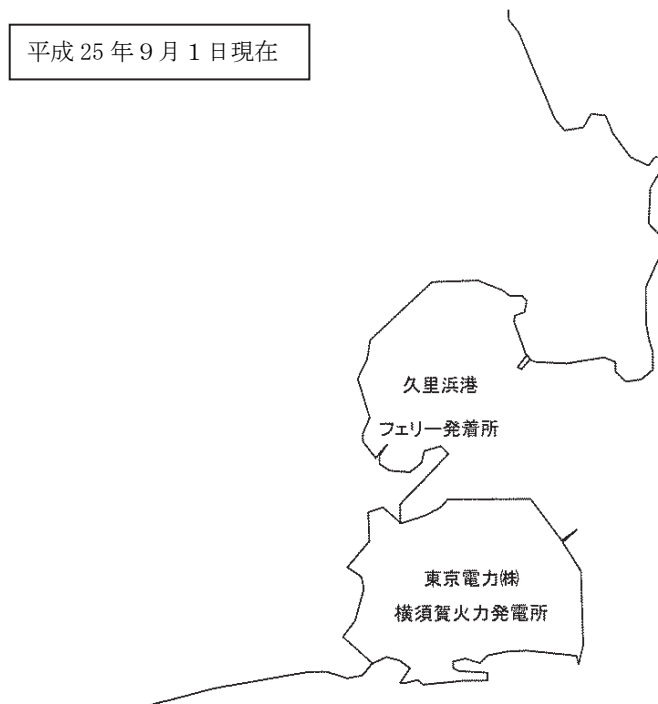 平成 25 年９月１日現在
久里浜港
フェリー発着所
東京電力㈱
横須賀火力発電所